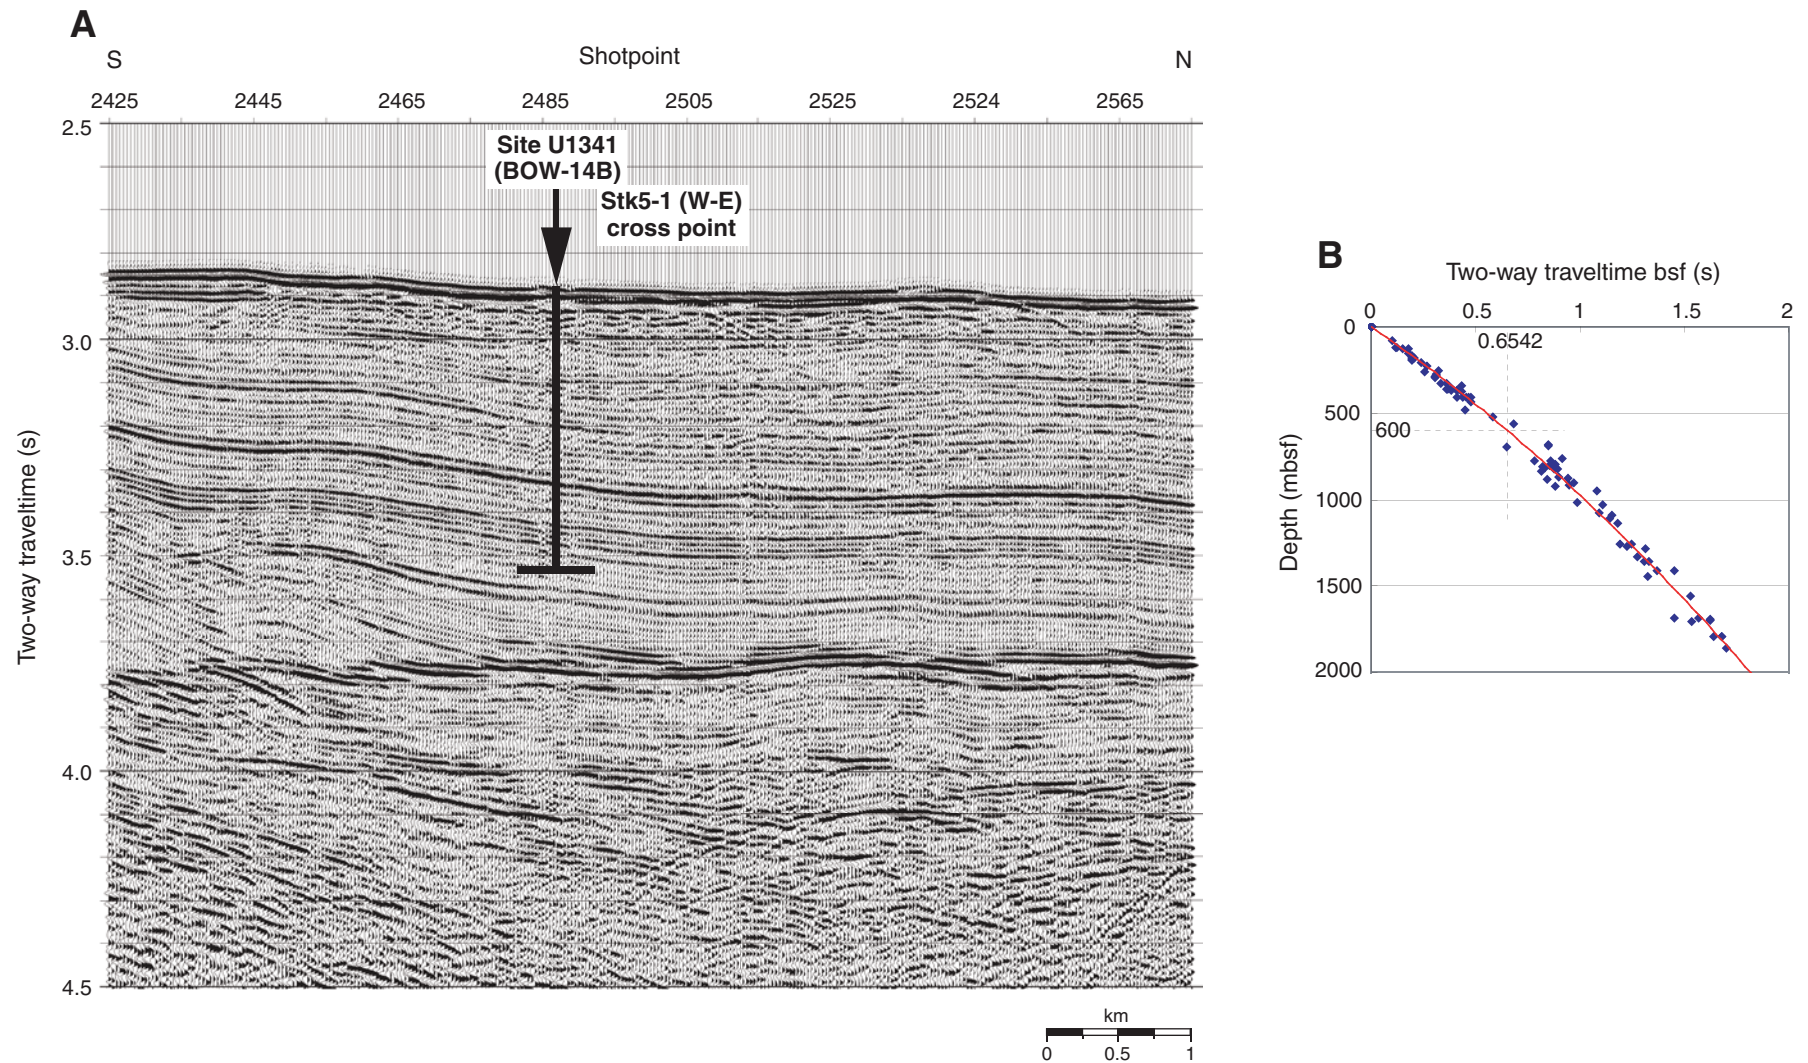 A
S
Shotpoint
N
2425 2445 2465 2485 2505 2525 2524 2565
2.5
Site U1341
(BOW-14B)
Stk5-1 (W-E)
cross point
3.0
3.5
4.0
4.5
Two-way traveltime (s)
km
0 0.5 1
B
Two-way traveltime bsf (s)
0 0.5 1 1.5 2
0
0.6542
500
600
1000
1500
2000
Depth (mbsf)